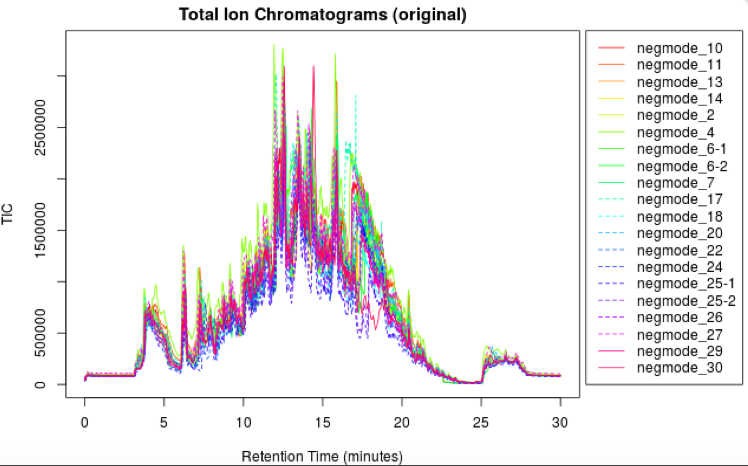 Total Ion Chromatograms (original)
TIC
2500000
1500000
500000
0
0 5 10 15 20 25 30
Retention Time (minutes)
negmode_10
negmode_11
negmode_13
negmode_14
negmode_2
negmode_4
negmode_6-1
negmode_6-2
negmode_7
negmode_17
negmode_18
negmode_20
negmode_22
negmode_24
negmode_25-1
negmode_25-2
negmode_26
negmode_27
negmode_29
negmode_30